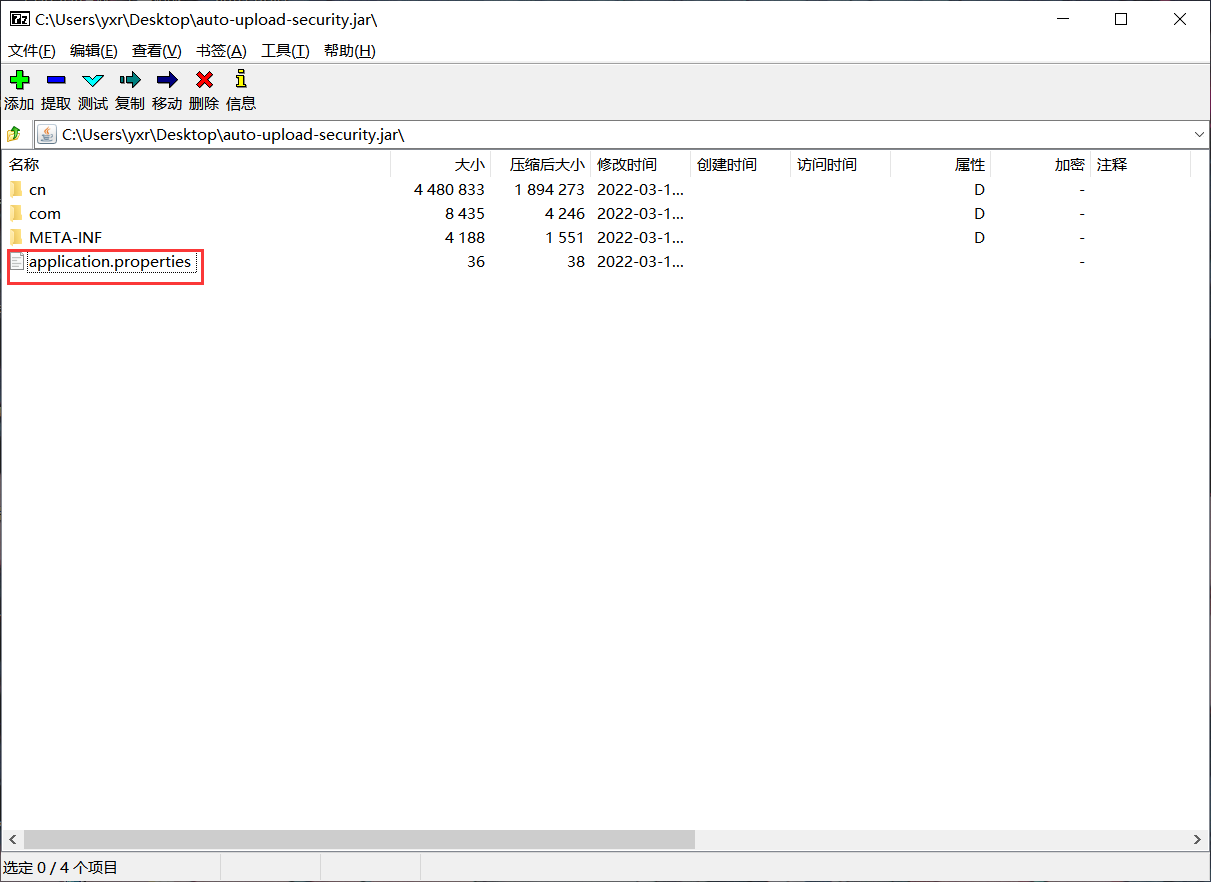 C:\Users\yxr\Desktop\auto-upload-security.jar\
文件(F) 编辑(E) 查看(V) 书签(A) 工具(T) 帮助(H)
添加 提取 测试 复制 移动 删除 信息
C:\Users\yxr\Desktop\auto-upload-security.jar\
名称 大小 压缩后大小 修改时间 创建时间 访问时间 属性 加密 注释
cn 4 480 833 1 894 273 2022-03-1... D -
com 8 435 4 246 2022-03-1... D -
META-INF 4 188 1 551 2022-03-1... D -
application.properties 36 38 2022-03-1... -
选定 0 / 4 个项目